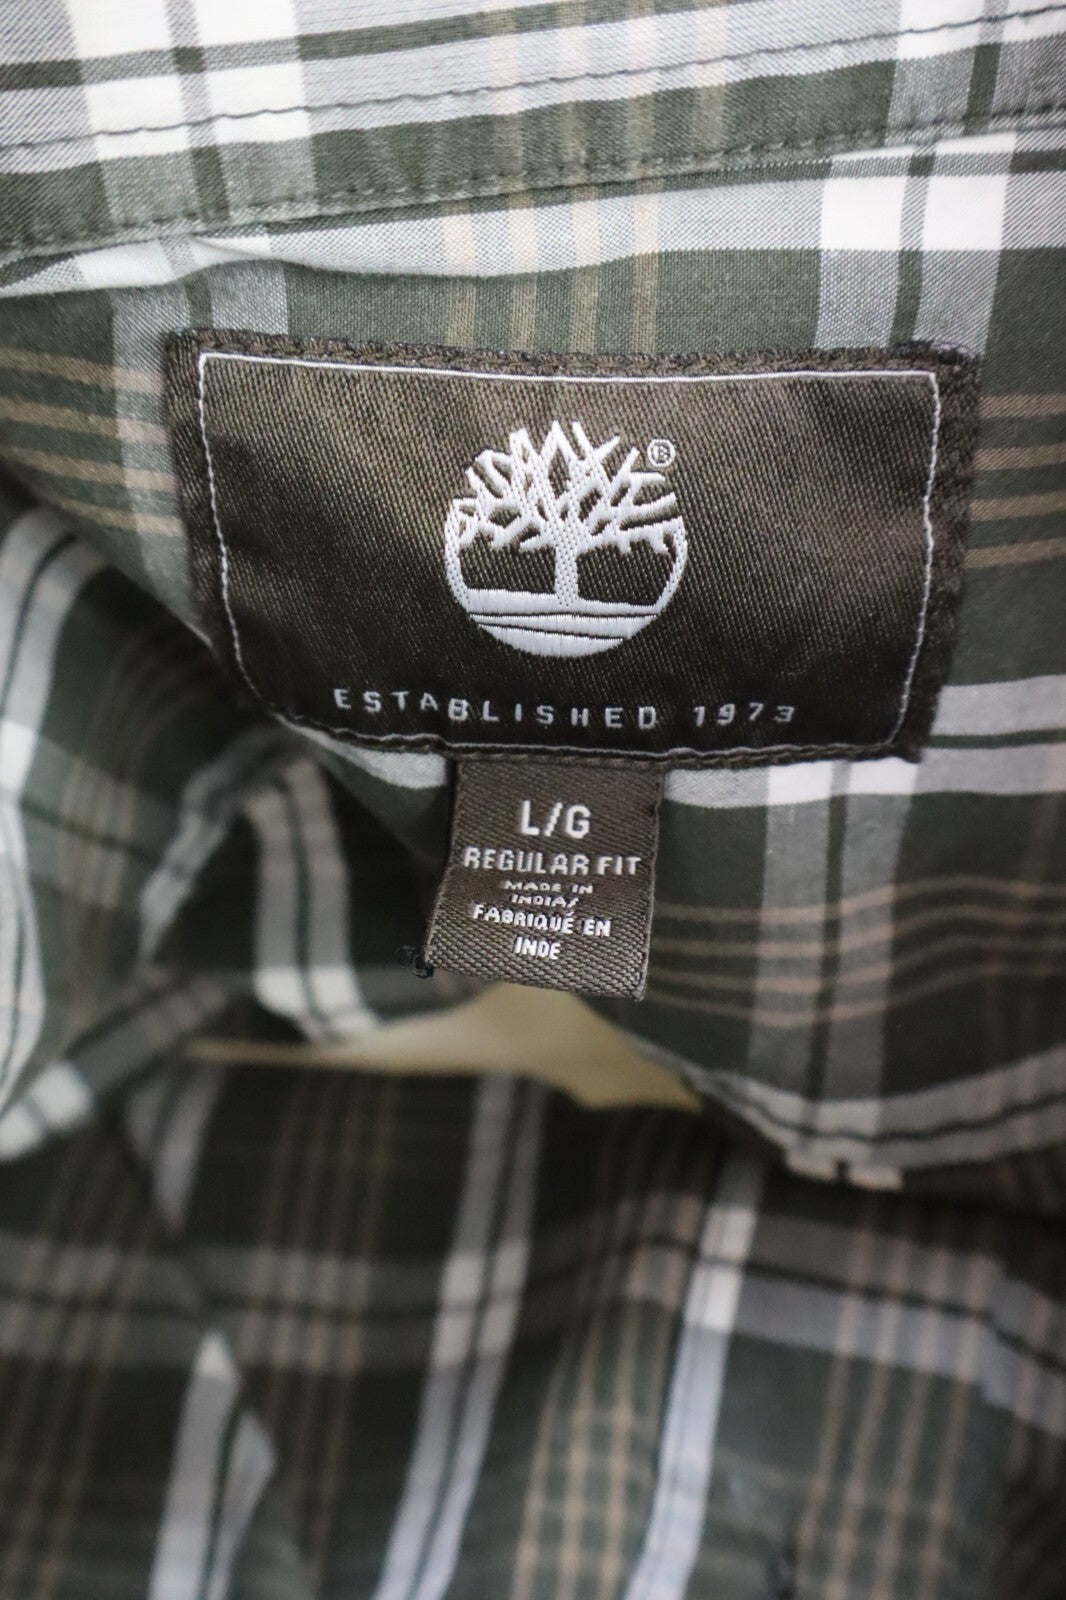 ®
ESTABLISHED 1973
L/G
REGULAR FIT
MADE IN
INDIA/
FABRIQUÉ EN
INDE